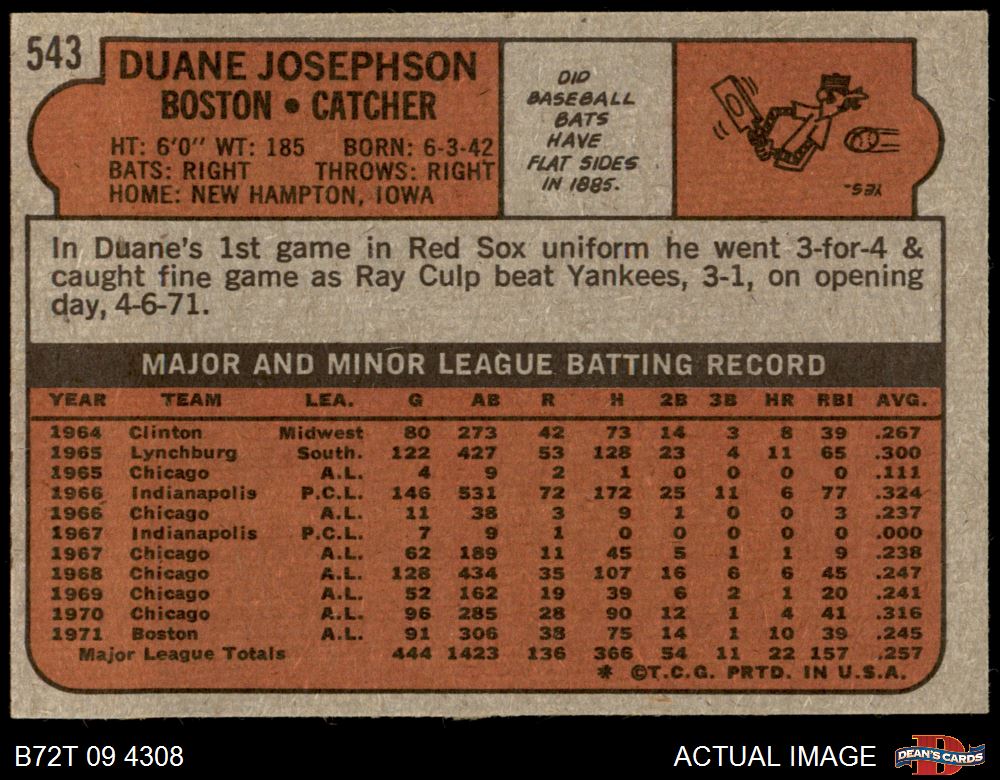 543
DUANE JOSEPHSON
BOSTON • CATCHER
HT: 6'0" WT: 185 BORN: 6-3-42
BATS: RIGHT THROWS: RIGHT
HOME: NEW HAMPTON, IOWA
DID
BASEBALL
BATS
HAVE
FLAT SIDES
IN 1885.
-YES-
In Duane's 1st game in Red Sox uniform he went 3-for-4 &
caught fine game as Ray Culp beat Yankees, 3-1, on opening
day, 4-6-71.
MAJOR AND MINOR LEAGUE BATTING RECORD
YEAR TEAM LEA. G AB R H 2B 3B HR RBI AVG.
1964 Clinton Midwest 80 273 42 73 14 3 8 39 .267
1965 Lynchburg South. 122 427 53 128 23 4 11 65 .300
1965 Chicago A.L. 4 9 2 1 0 0 0 0 .111
1966 Indianapolis P.C.L. 146 531 72 172 25 11 6 77 .324
1966 Chicago A.L. 11 38 3 9 1 0 0 3 .237
1967 Indianapolis P.C.L. 7 9 1 0 0 0 0 0 .000
1967 Chicago A.L. 62 189 11 45 5 1 1 9 .238
1968 Chicago A.L. 128 434 35 107 16 6 6 45 .247
1969 Chicago A.L. 52 162 19 39 6 2 1 20 .241
1970 Chicago A.L. 96 285 28 90 12 1 4 41 .316
1971 Boston A.L. 91 306 38 75 14 1 10 39 .245
Major League Totals 444 1423 136 366 54 11 22 157 .257
* ©T.C.G. PRTD. IN U.S.A.
B72T 09 4308 ACTUAL IMAGE
D
DEAN'S CARDS